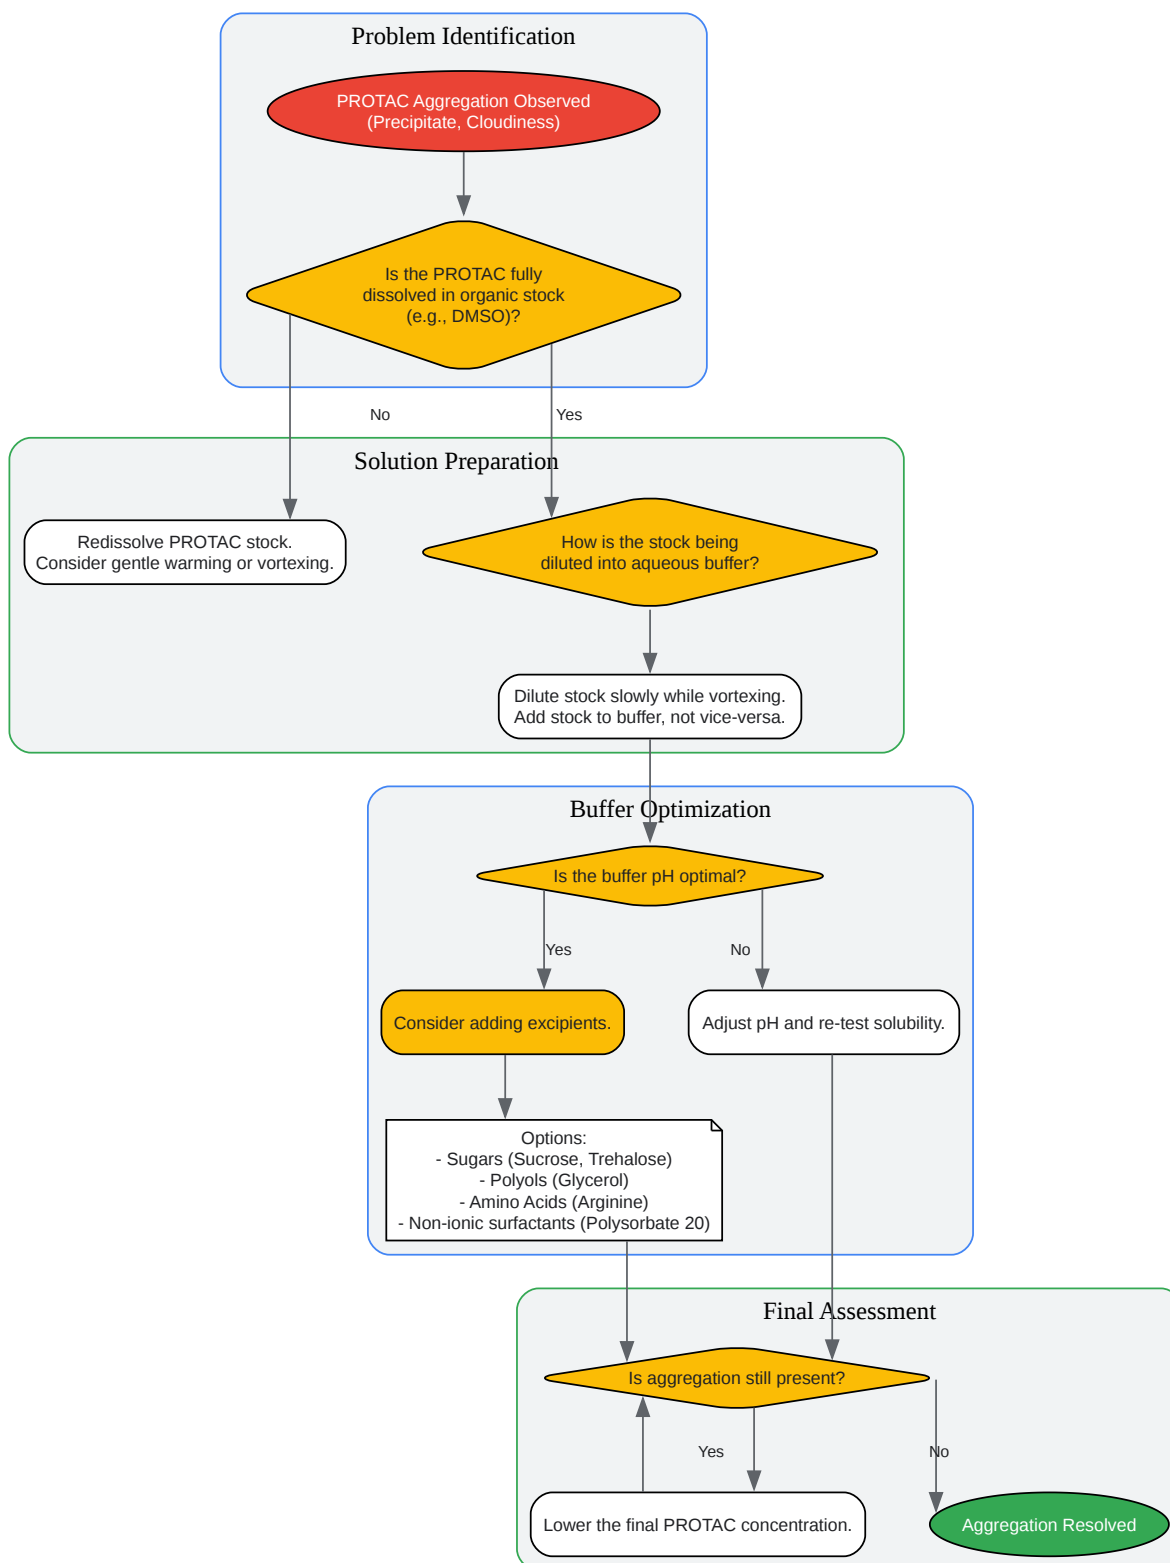 Problem Identification
PROTAC Aggregation Observed
(Precipitate, Cloudiness)
Is the PROTAC fully
dissolved in organic stock
(e.g., DMSO)?
No
Yes
Solution Preparation
Redissolve PROTAC stock.
Consider gentle warming or vortexing.
How is the stock being
diluted into aqueous buffer?
Dilute stock slowly while vortexing.
Add stock to buffer, not vice-versa.
Buffer Optimization
Is the buffer pH optimal?
Yes
No
Consider adding excipients.
Adjust pH and re-test solubility.
Options:
- Sugars (Sucrose, Trehalose)
- Polyols (Glycerol)
- Amino Acids (Arginine)
- Non-ionic surfactants (Polysorbate 20)
Final Assessment
Is aggregation still present?
Yes
No
Lower the final PROTAC concentration.
Aggregation Resolved